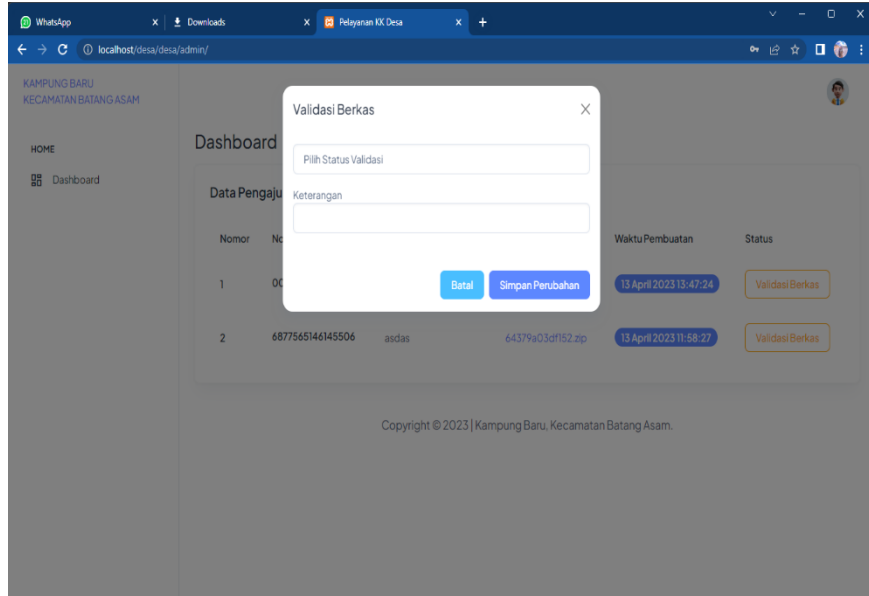 WhatsApp
Downloads
Pelayanan KK Desa
localhost/desa/desa/admin/
KAMPUNG BARU
KECAMATAN BATANG ASAM
HOME
Dashboard
Dashboard
Validasi Berkas
Pilih Status Validasi
Keterangan
Batal
Simpan Perubahan
Data Pengaju
Nomor
Waktu Pembuatan
Status
1
13 April 2023 13:47:24
Validasi Berkas
2
6877565146145506
asdas
64379a03df152.zip
13 April 2023 11:58:27
Validasi Berkas
Copyright © 2023 | Kampung Baru, Kecamatan Batang Asam.